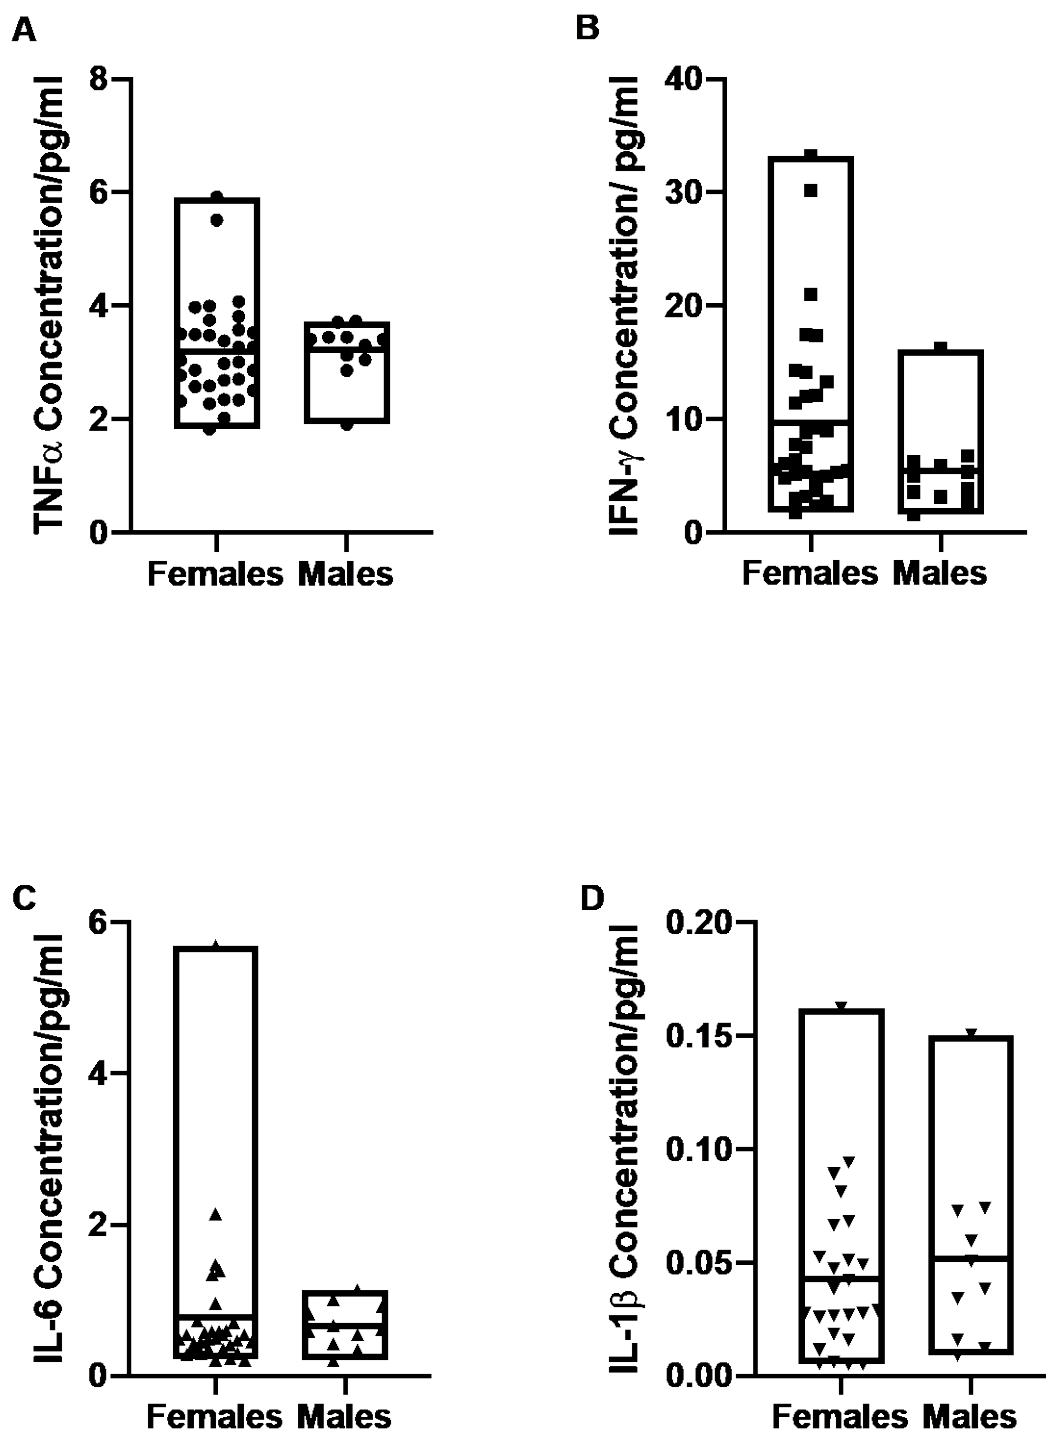 A
TNFα Concentration/pg/ml
8
6
4
2
0
Females Males
B
IFN-γ Concentration/ pg/ml
40
30
20
10
0
Females Males
C
IL-6 Concentration/pg/ml
6
4
2
0
Females Males
D
IL-1β Concentration/pg/ml
0.20
0.15
0.10
0.05
0.00
Females Males